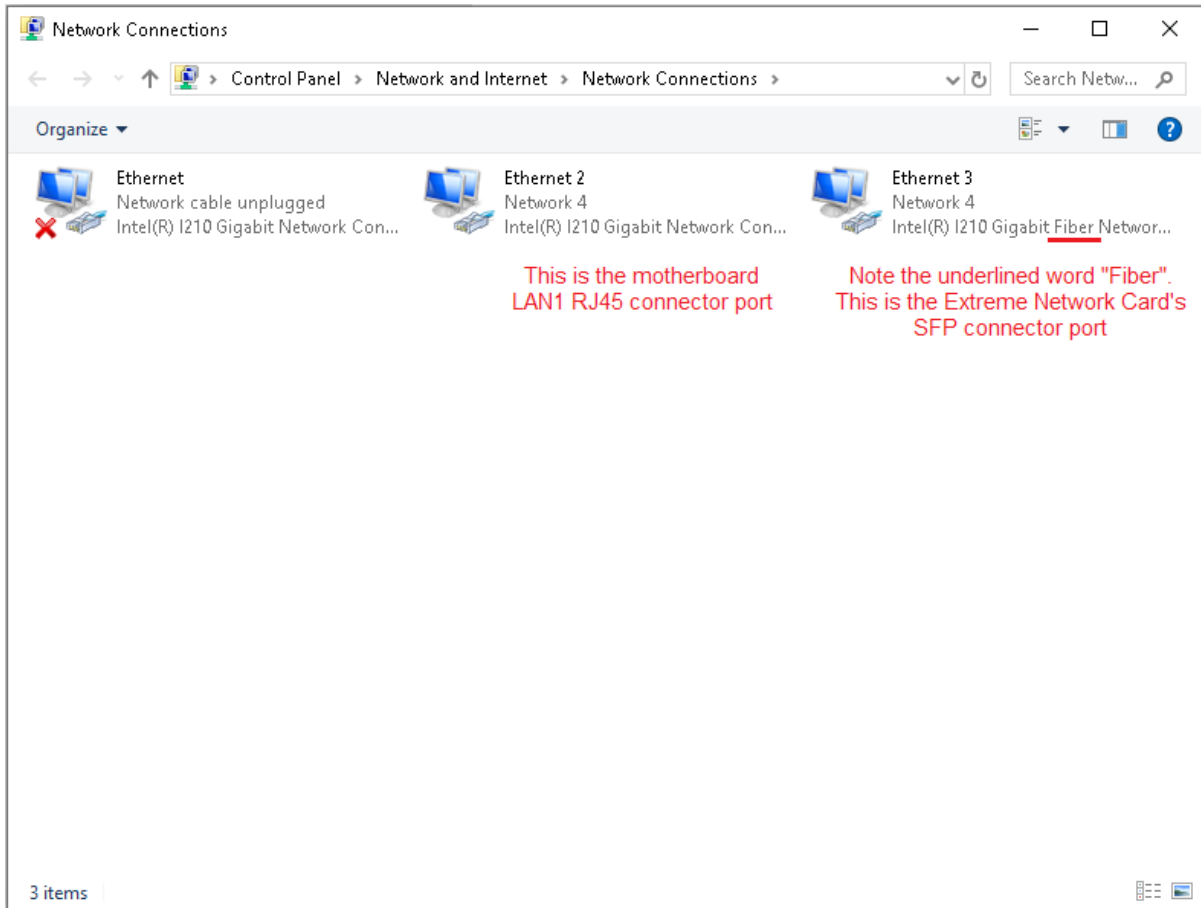 Network Connections
Control Panel > Network and Internet > Network Connections >
Search Netw...
Organize
Ethernet
Network cable unplugged
Intel(R) I210 Gigabit Network Con...
Ethernet 2
Network 4
Intel(R) I210 Gigabit Network Con...
Ethernet 3
Network 4
Intel(R) I210 Gigabit Fiber Networ...
This is the motherboard
LAN1 RJ45 connector port
Note the underlined word "Fiber".
This is the Extreme Network Card's
SFP connector port
3 items